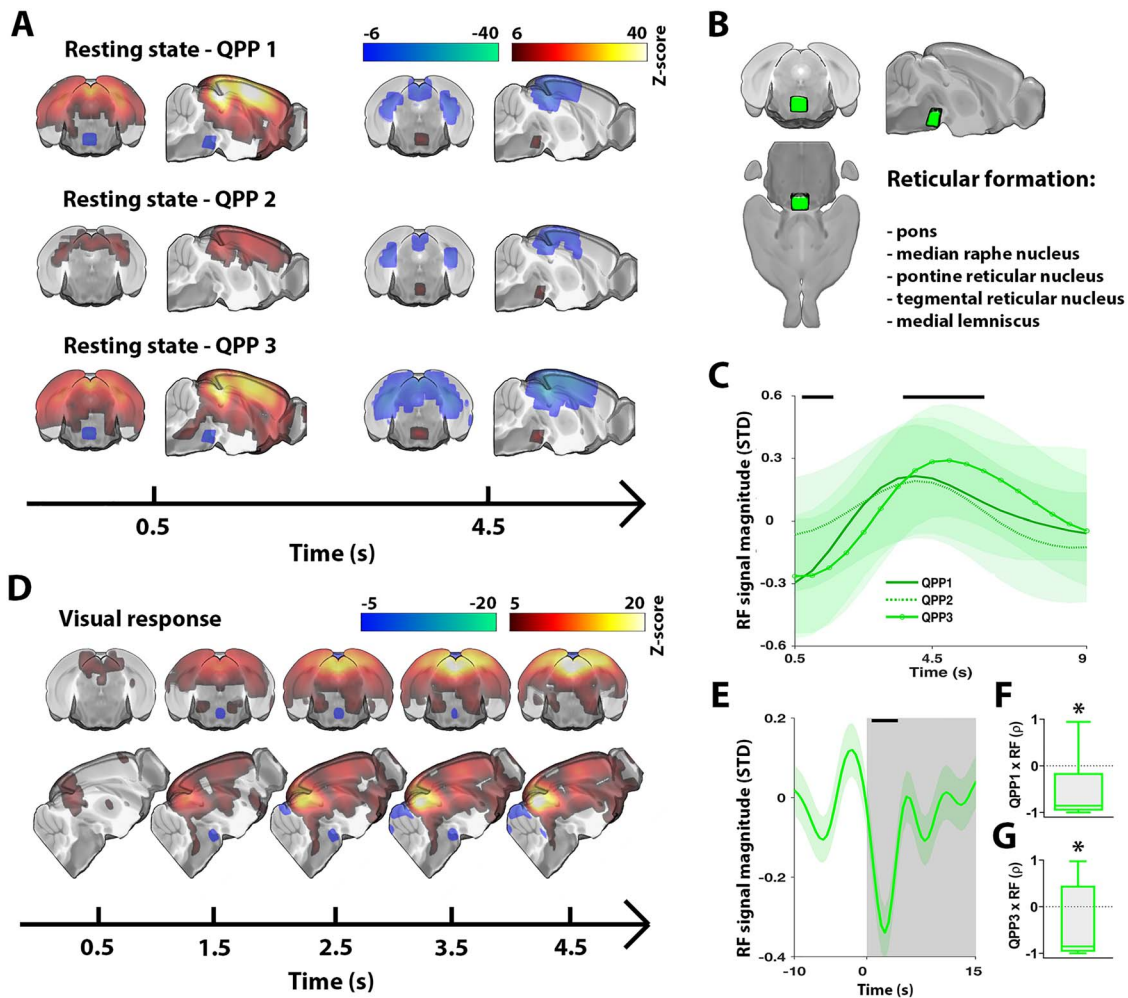 A
Resting state - QPP 1
-6 -40 6 40
Z-score
Resting state - QPP 2
Resting state - QPP 3
0.5 4.5
Time (s)
B
Reticular formation:
- pons
- median raphe nucleus
- pontine reticular nucleus
- tegmental reticular nucleus
- medial lemniscus
C
RF signal magnitude (STD)
0.6
0.3
0
-0.3
-0.6
QPP1
QPP2
QPP3
0.5 4.5 9
Time (s)
D
Visual response
-5 -20 5 20
Z-score
0.5 1.5 2.5 3.5 4.5
Time (s)
E
RF signal magnitude (STD)
0.2
0
-0.2
-0.4
-10 0 15
Time (s)
F
QPP1 x RF (ρ)
*
1
0
-1
G
QPP3 x RF (ρ)
*
1
0
-1